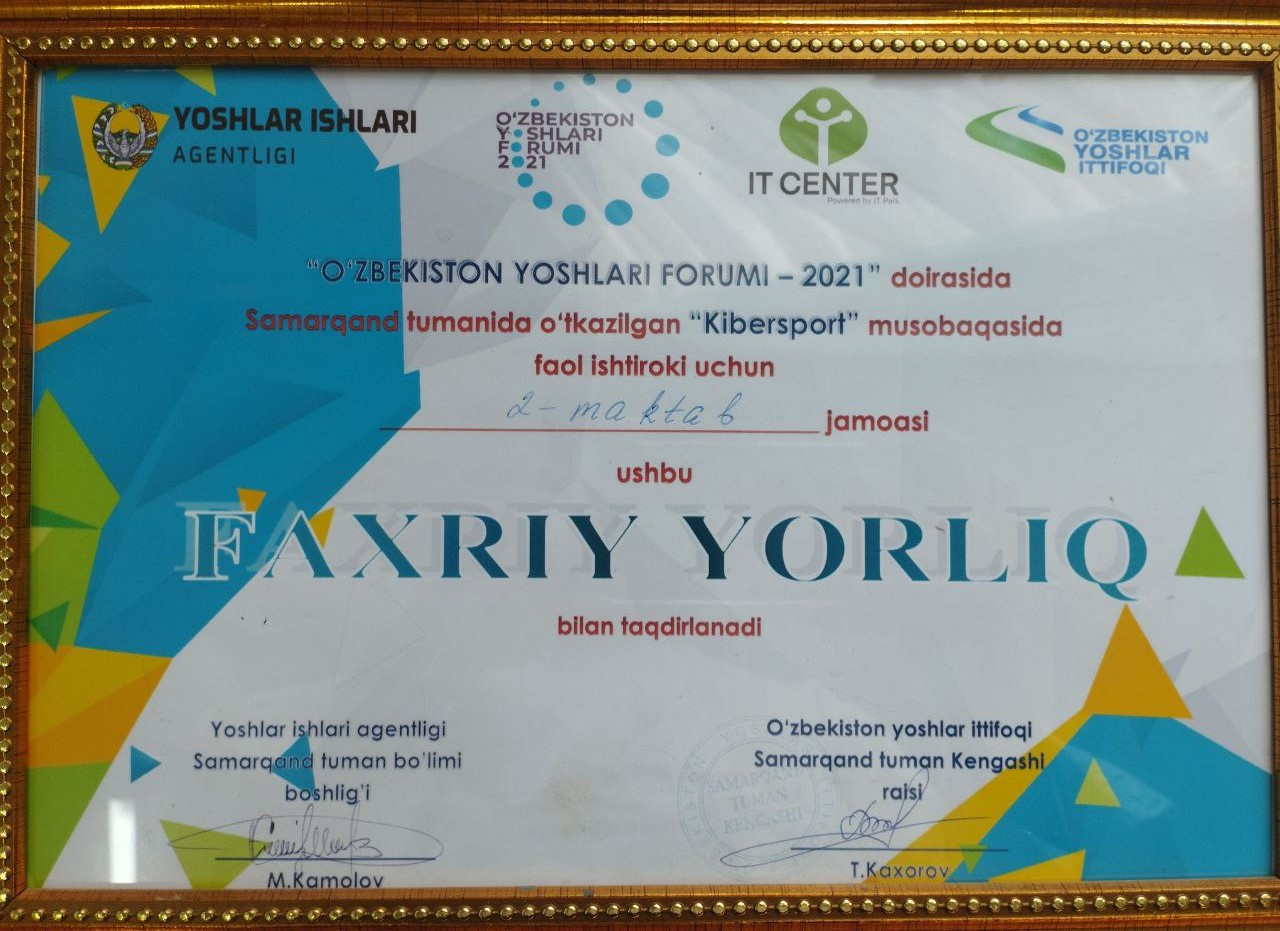 YOSHLAR ISHLARI
AGENTLIGI
O'ZBEKISTON
YOSHLARI
FORUMI
2021
IT CENTER
Powered by IT Park
O'ZBEKISTON
YOSHLAR
ITTIFOQI
“O‘ZBEKISTON YOSHLARI FORUMI – 2021” doirasida
Samarqand tumanida o‘tkazilgan “Kibersport” musobaqasida
faol ishtiroki uchun
2-maktab jamoasi
ushbu
FAXRIY YORLIQ
bilan taqdirlanadi
Yoshlar ishlari agentligi
Samarqand tuman bo'limi
boshlig'i
M.Kamolov
O‘zbekiston yoshlar ittifoqi
Samarqand tuman Kengashi
raisi
T.Kaxorov
SAMARQAND
TUMAN
KENGASHI